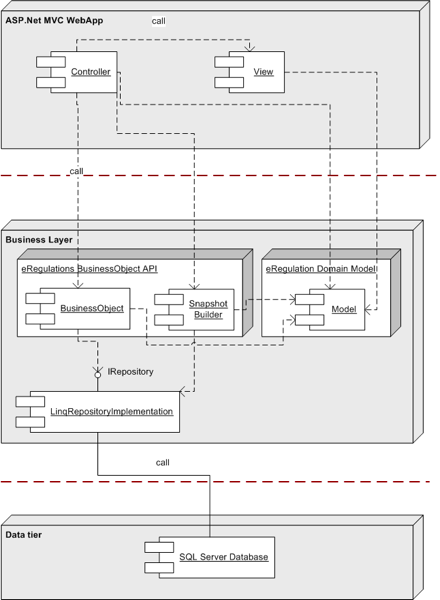 ASP.Net MVC WebApp
call
Controller
View
call
Business Layer
eRegulations BusinessObject API
eRegulation Domain Model
BusinessObject
Snapshot
Builder
Model
IRepository
LinqRepositoryImplementation
call
Data tier
SQL Server Database